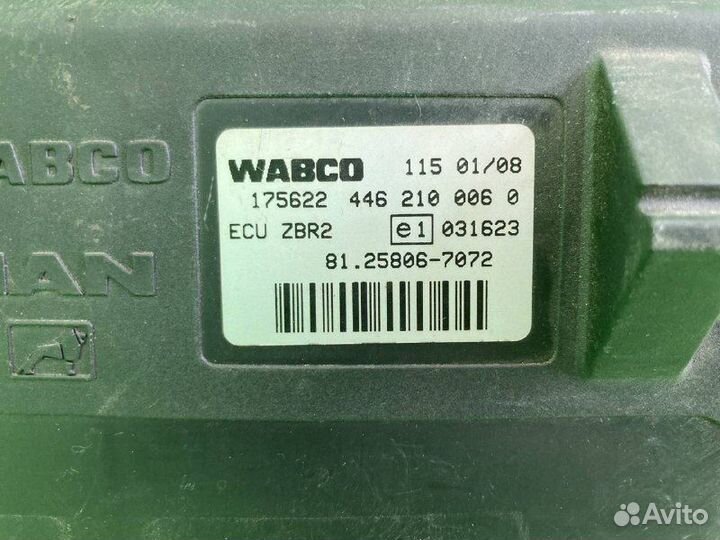 WABCO
MAN
WABCO 115 01/08
175622 446 210 006 0
ECU ZBR2 e1 031623
81.25806-7072
Avito